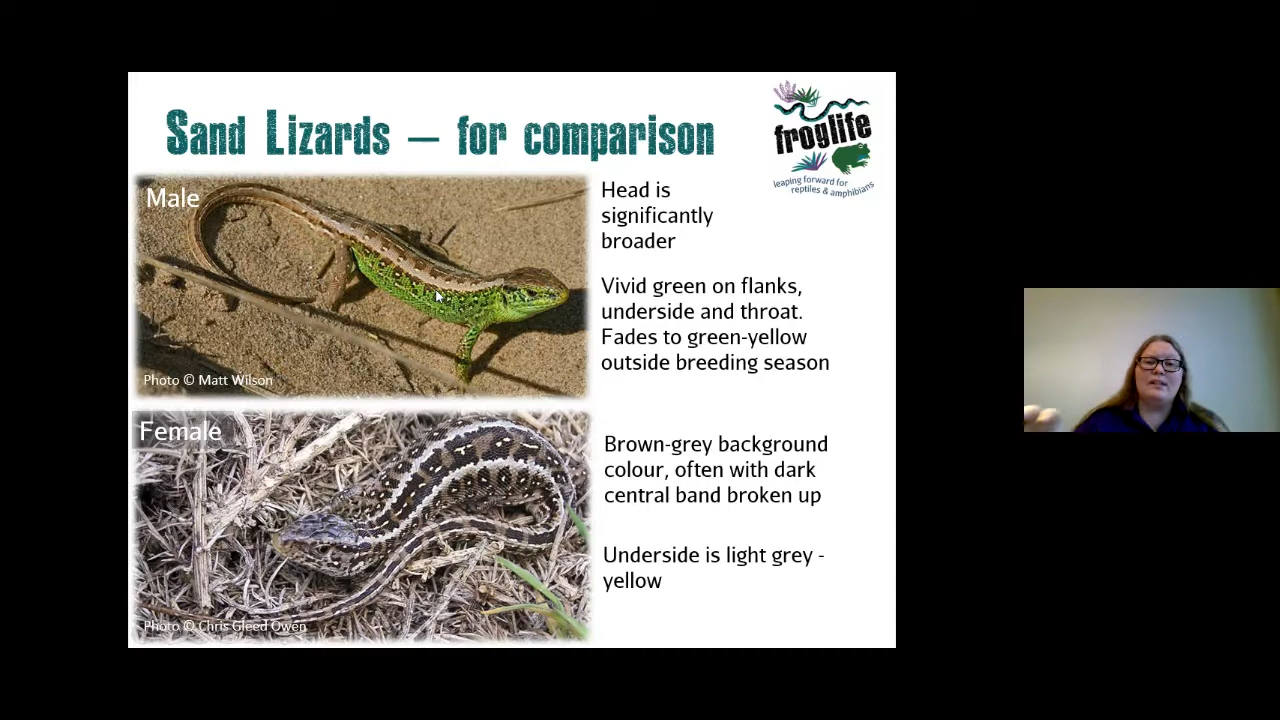 Sand Lizards – for comparison
froglife
leaping forward for
reptiles & amphibians
Male
Photo © Matt Wilson
Head is
significantly
broader
Vivid green on flanks,
underside and throat.
Fades to green-yellow
outside breeding season
Female
Photo © Chris Gleed Owen
Brown-grey background
colour, often with dark
central band broken up
Underside is light grey -
yellow